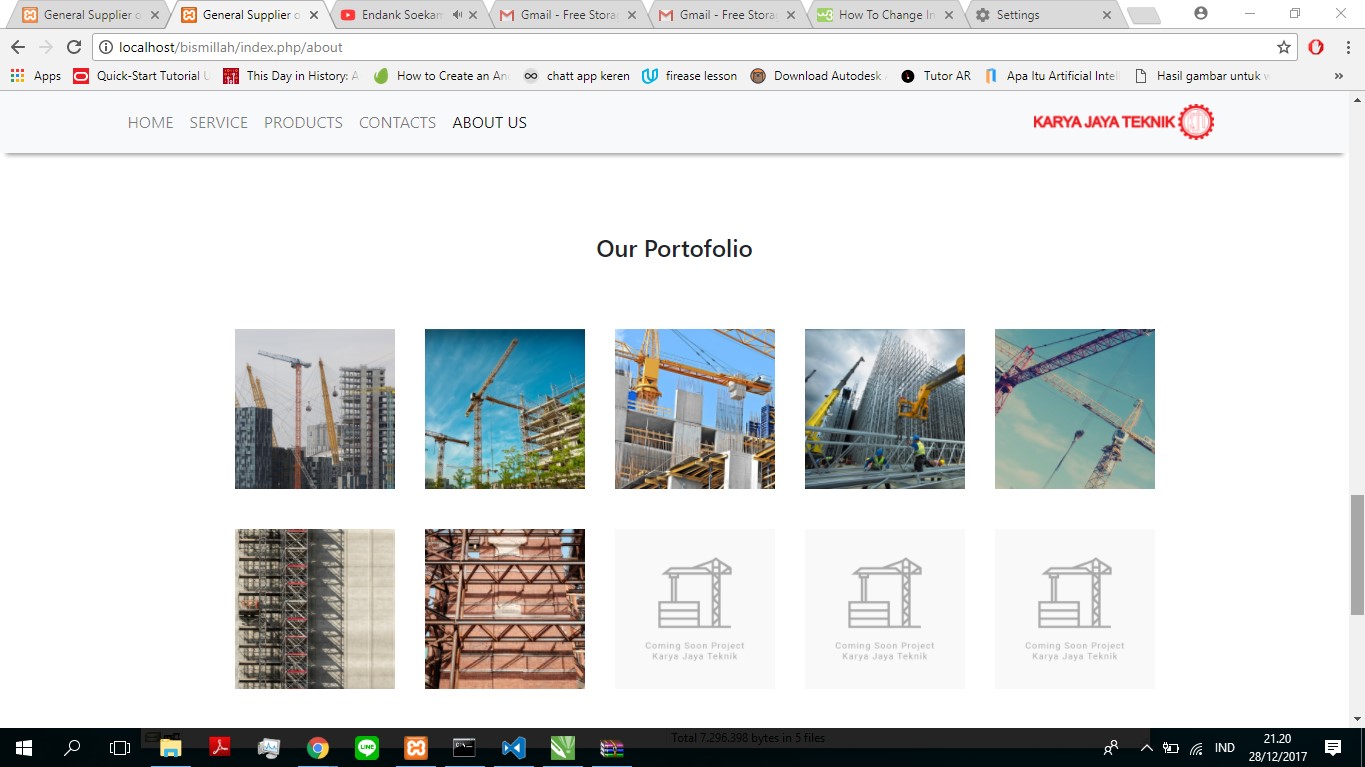 General Supplier o
General Supplier o
Endank Soekam
Gmail - Free Stora
Gmail - Free Stora
How To Change In
Settings
localhost/bismillah/index.php/about
Apps
Quick-Start Tutorial U
This Day in History: A
How to Create an An
chatt app keren
firease lesson
Download Autodesk
Tutor AR
Apa Itu Artificial Intel
Hasil gambar untuk w
HOME SERVICE PRODUCTS CONTACTS ABOUT US
KARYA JAYA TEKNIK
Our Portofolio
Coming Soon Project
Karya Jaya Teknik
Coming Soon Project
Karya Jaya Teknik
Coming Soon Project
Karya Jaya Teknik
Total 7.296.398 bytes in 5 files
IND
21.20
28/12/2017